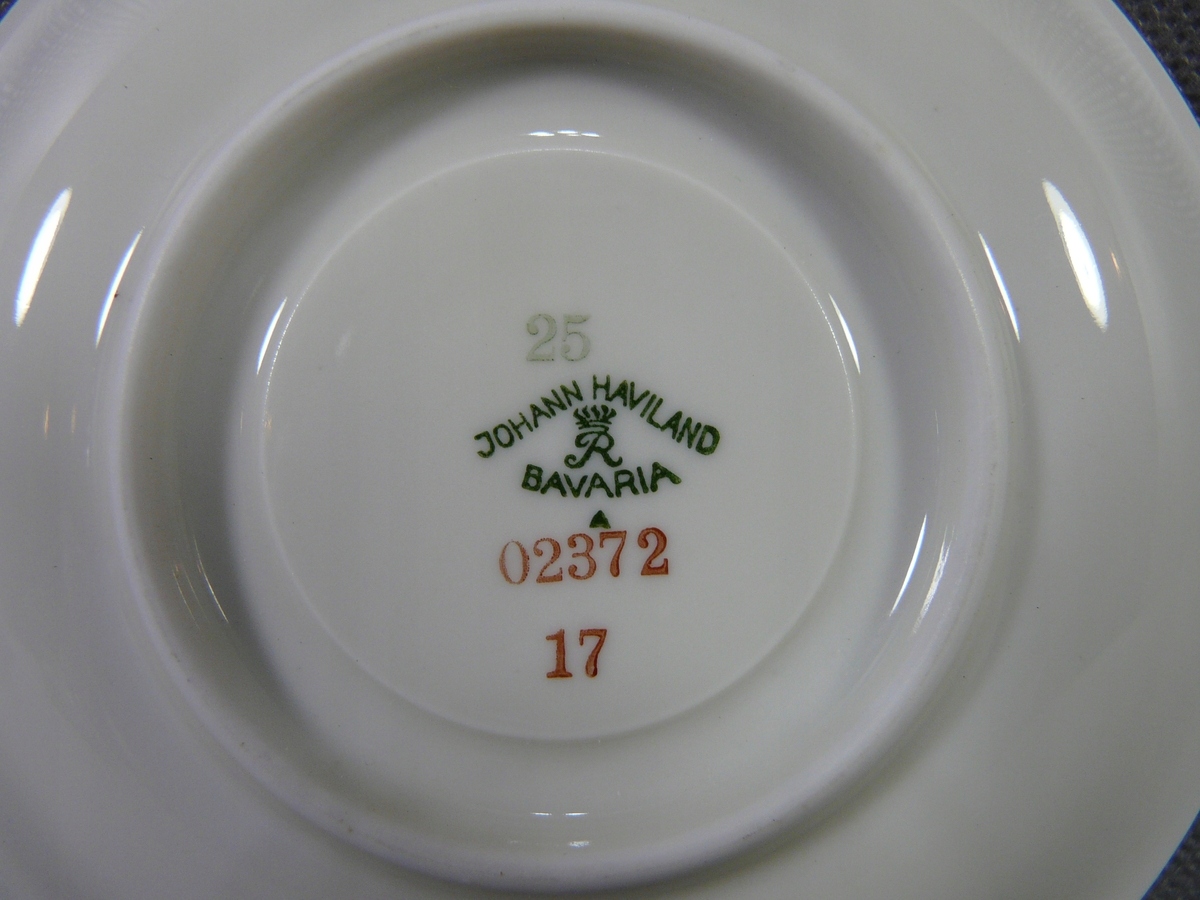 25
JOHANN HAVILAND
R
BAVARIA
02372
17